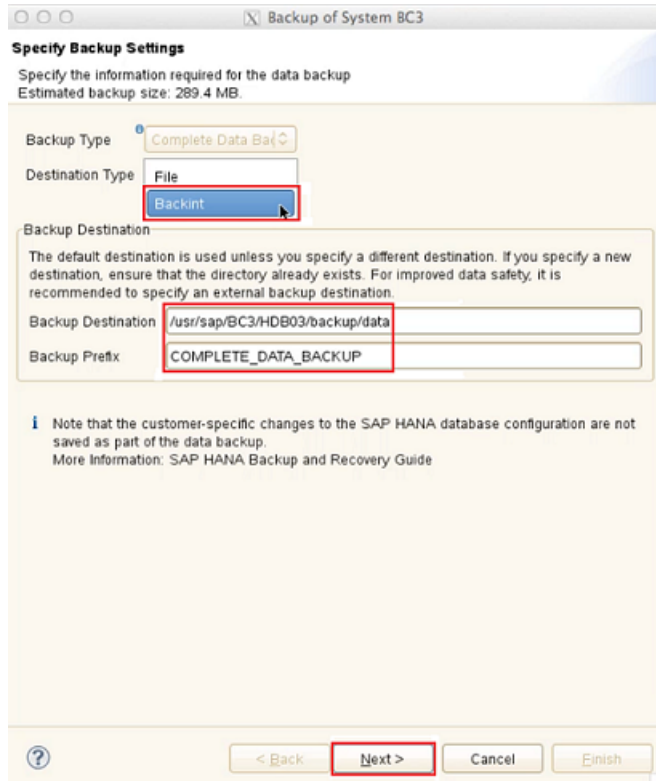 Backup of System BC3
Specify Backup Settings
Specify the information required for the data backup
Estimated backup size: 289.4 MB.
Backup Type
Complete Data Bac
Destination Type
File
Backint
Backup Destination
The default destination is used unless you specify a different destination. If you specify a new
destination, ensure that the directory already exists. For improved data safety, it is
recommended to specify an external backup destination.
Backup Destination
/usr/sap/BC3/HDB03/backup/data
Backup Prefix
COMPLETE_DATA_BACKUP
i Note that the customer-specific changes to the SAP HANA database configuration are not
saved as part of the data backup.
More Information: SAP HANA Backup and Recovery Guide
?
< Back
Next >
Cancel
Finish